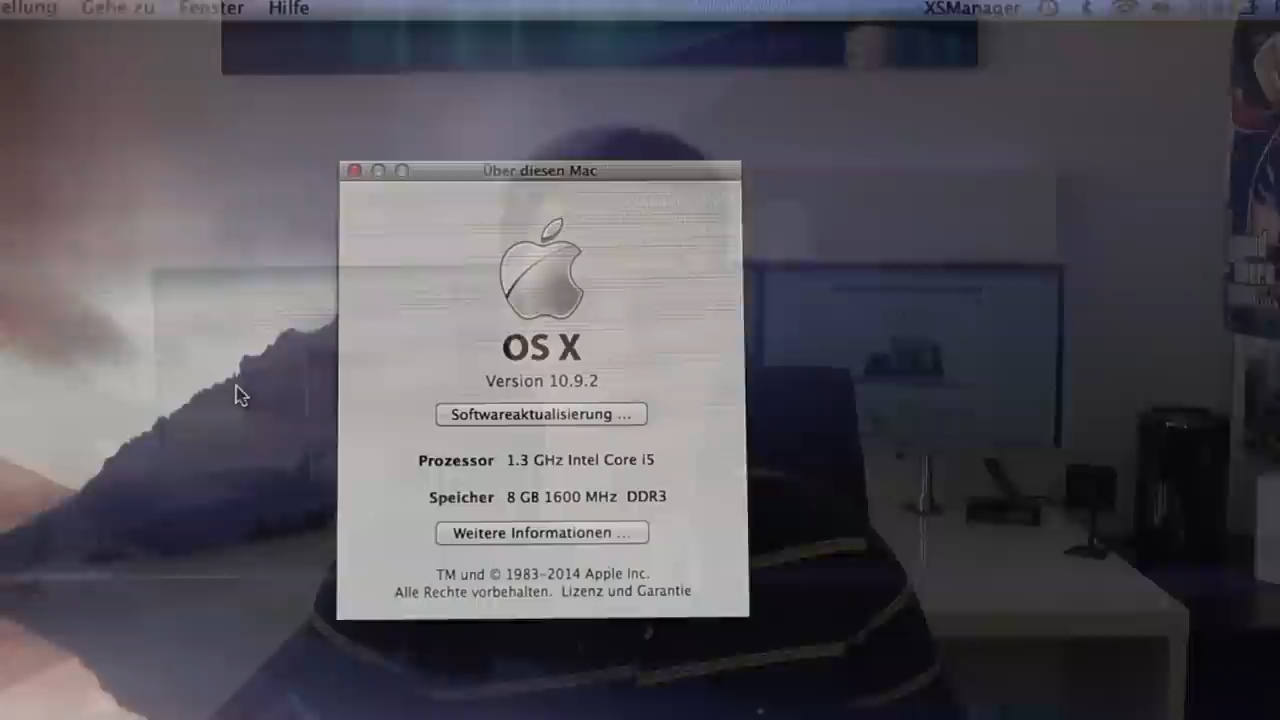 Gehe zu Fenster Hilfe XSManager
Über diesen Mac
OS X
Version 10.9.2
Softwareaktualisierung ...
Prozessor 1.3 GHz Intel Core i5
Speicher 8 GB 1600 MHz DDR3
Weitere Informationen ...
TM und © 1983–2014 Apple Inc.
Alle Rechte vorbehalten. Lizenz und Garantie